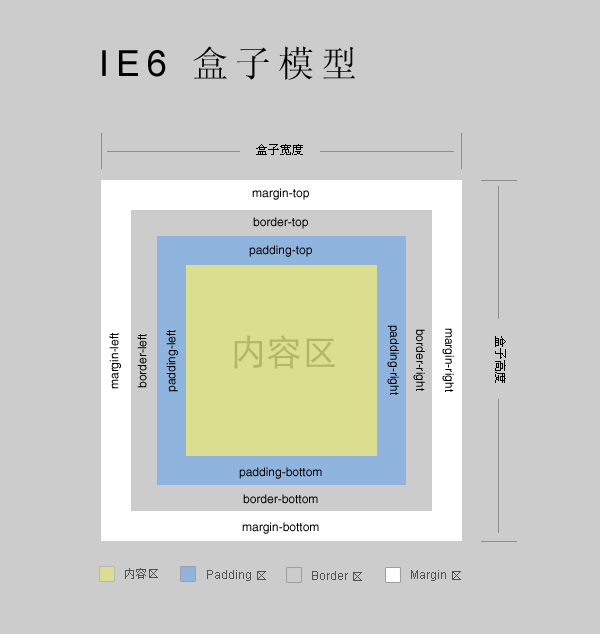 IE6 盒子模型
盒子宽度
margin-top
border-top
padding-top
margin-left
border-left
padding-left
内容区
padding-right
border-right
margin-right
盒子高度
padding-bottom
border-bottom
margin-bottom
内容区
Padding 区
Border 区
Margin 区